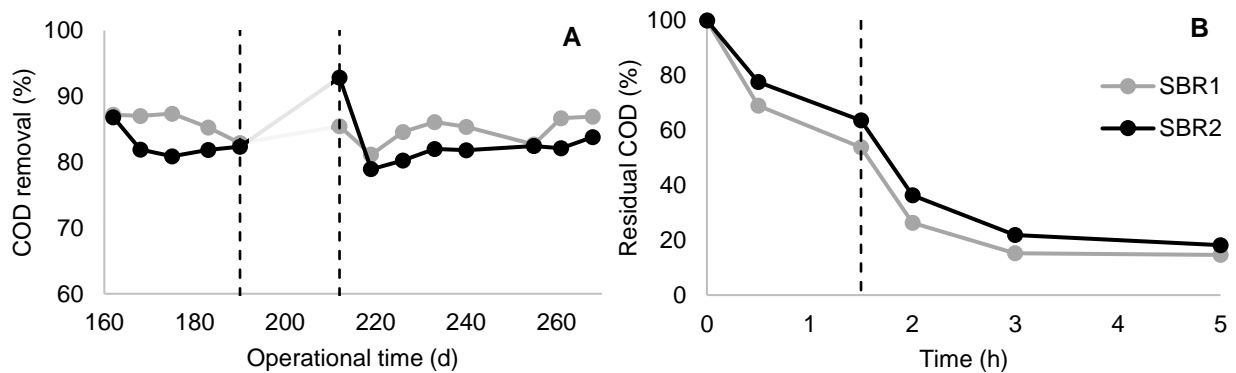 A
COD removal (%)
100
90
80
70
60
160 180 200 220 240 260
Operational time (d)
B
Residual COD (%)
100
80
60
40
20
0
0 1 2 3 4 5
Time (h)
SBR1
SBR2